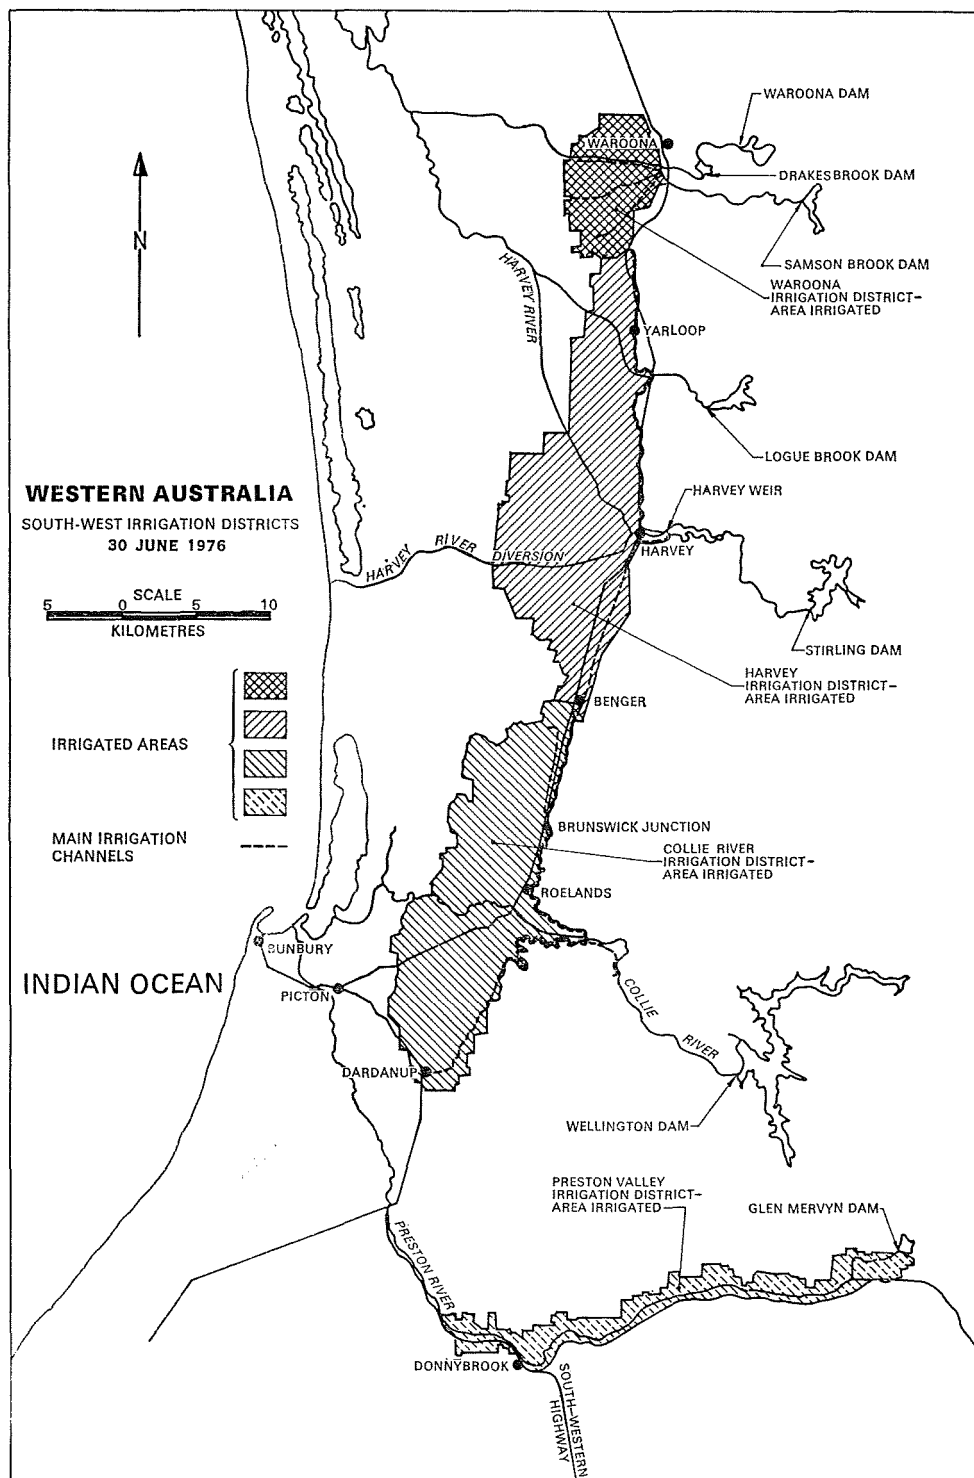 WAROONA DAM
WAROONA
DRAKESBROOK DAM
N
SAMSON BROOK DAM
WAROONA
IRRIGATION DISTRICT-
AREA IRRIGATED
HARVEY RIVER
YARLOOP
LOGUE BROOK DAM
WESTERN AUSTRALIA
SOUTH-WEST IRRIGATION DISTRICTS
30 JUNE 1976
HARVEY WEIR
HARVEY
HARVEY RIVER DIVERSION
SCALE
5 0 5 10
KILOMETRES
STIRLING DAM
HARVEY
IRRIGATION DISTRICT-
AREA IRRIGATED
BENGER
IRRIGATED AREAS
MAIN IRRIGATION
CHANNELS
BRUNSWICK JUNCTION
COLLIE RIVER
IRRIGATION DISTRICT-
AREA IRRIGATED
ROELANDS
BUNBURY
INDIAN OCEAN
PICTON
COLLIE RIVER
DARDANUP
WELLINGTON DAM
PRESTON VALLEY
IRRIGATION DISTRICT-
AREA IRRIGATED
GLEN MERVYN DAM
PRESTON RIVER
DONNYBROOK
SOUTH-WESTERN
HIGHWAY